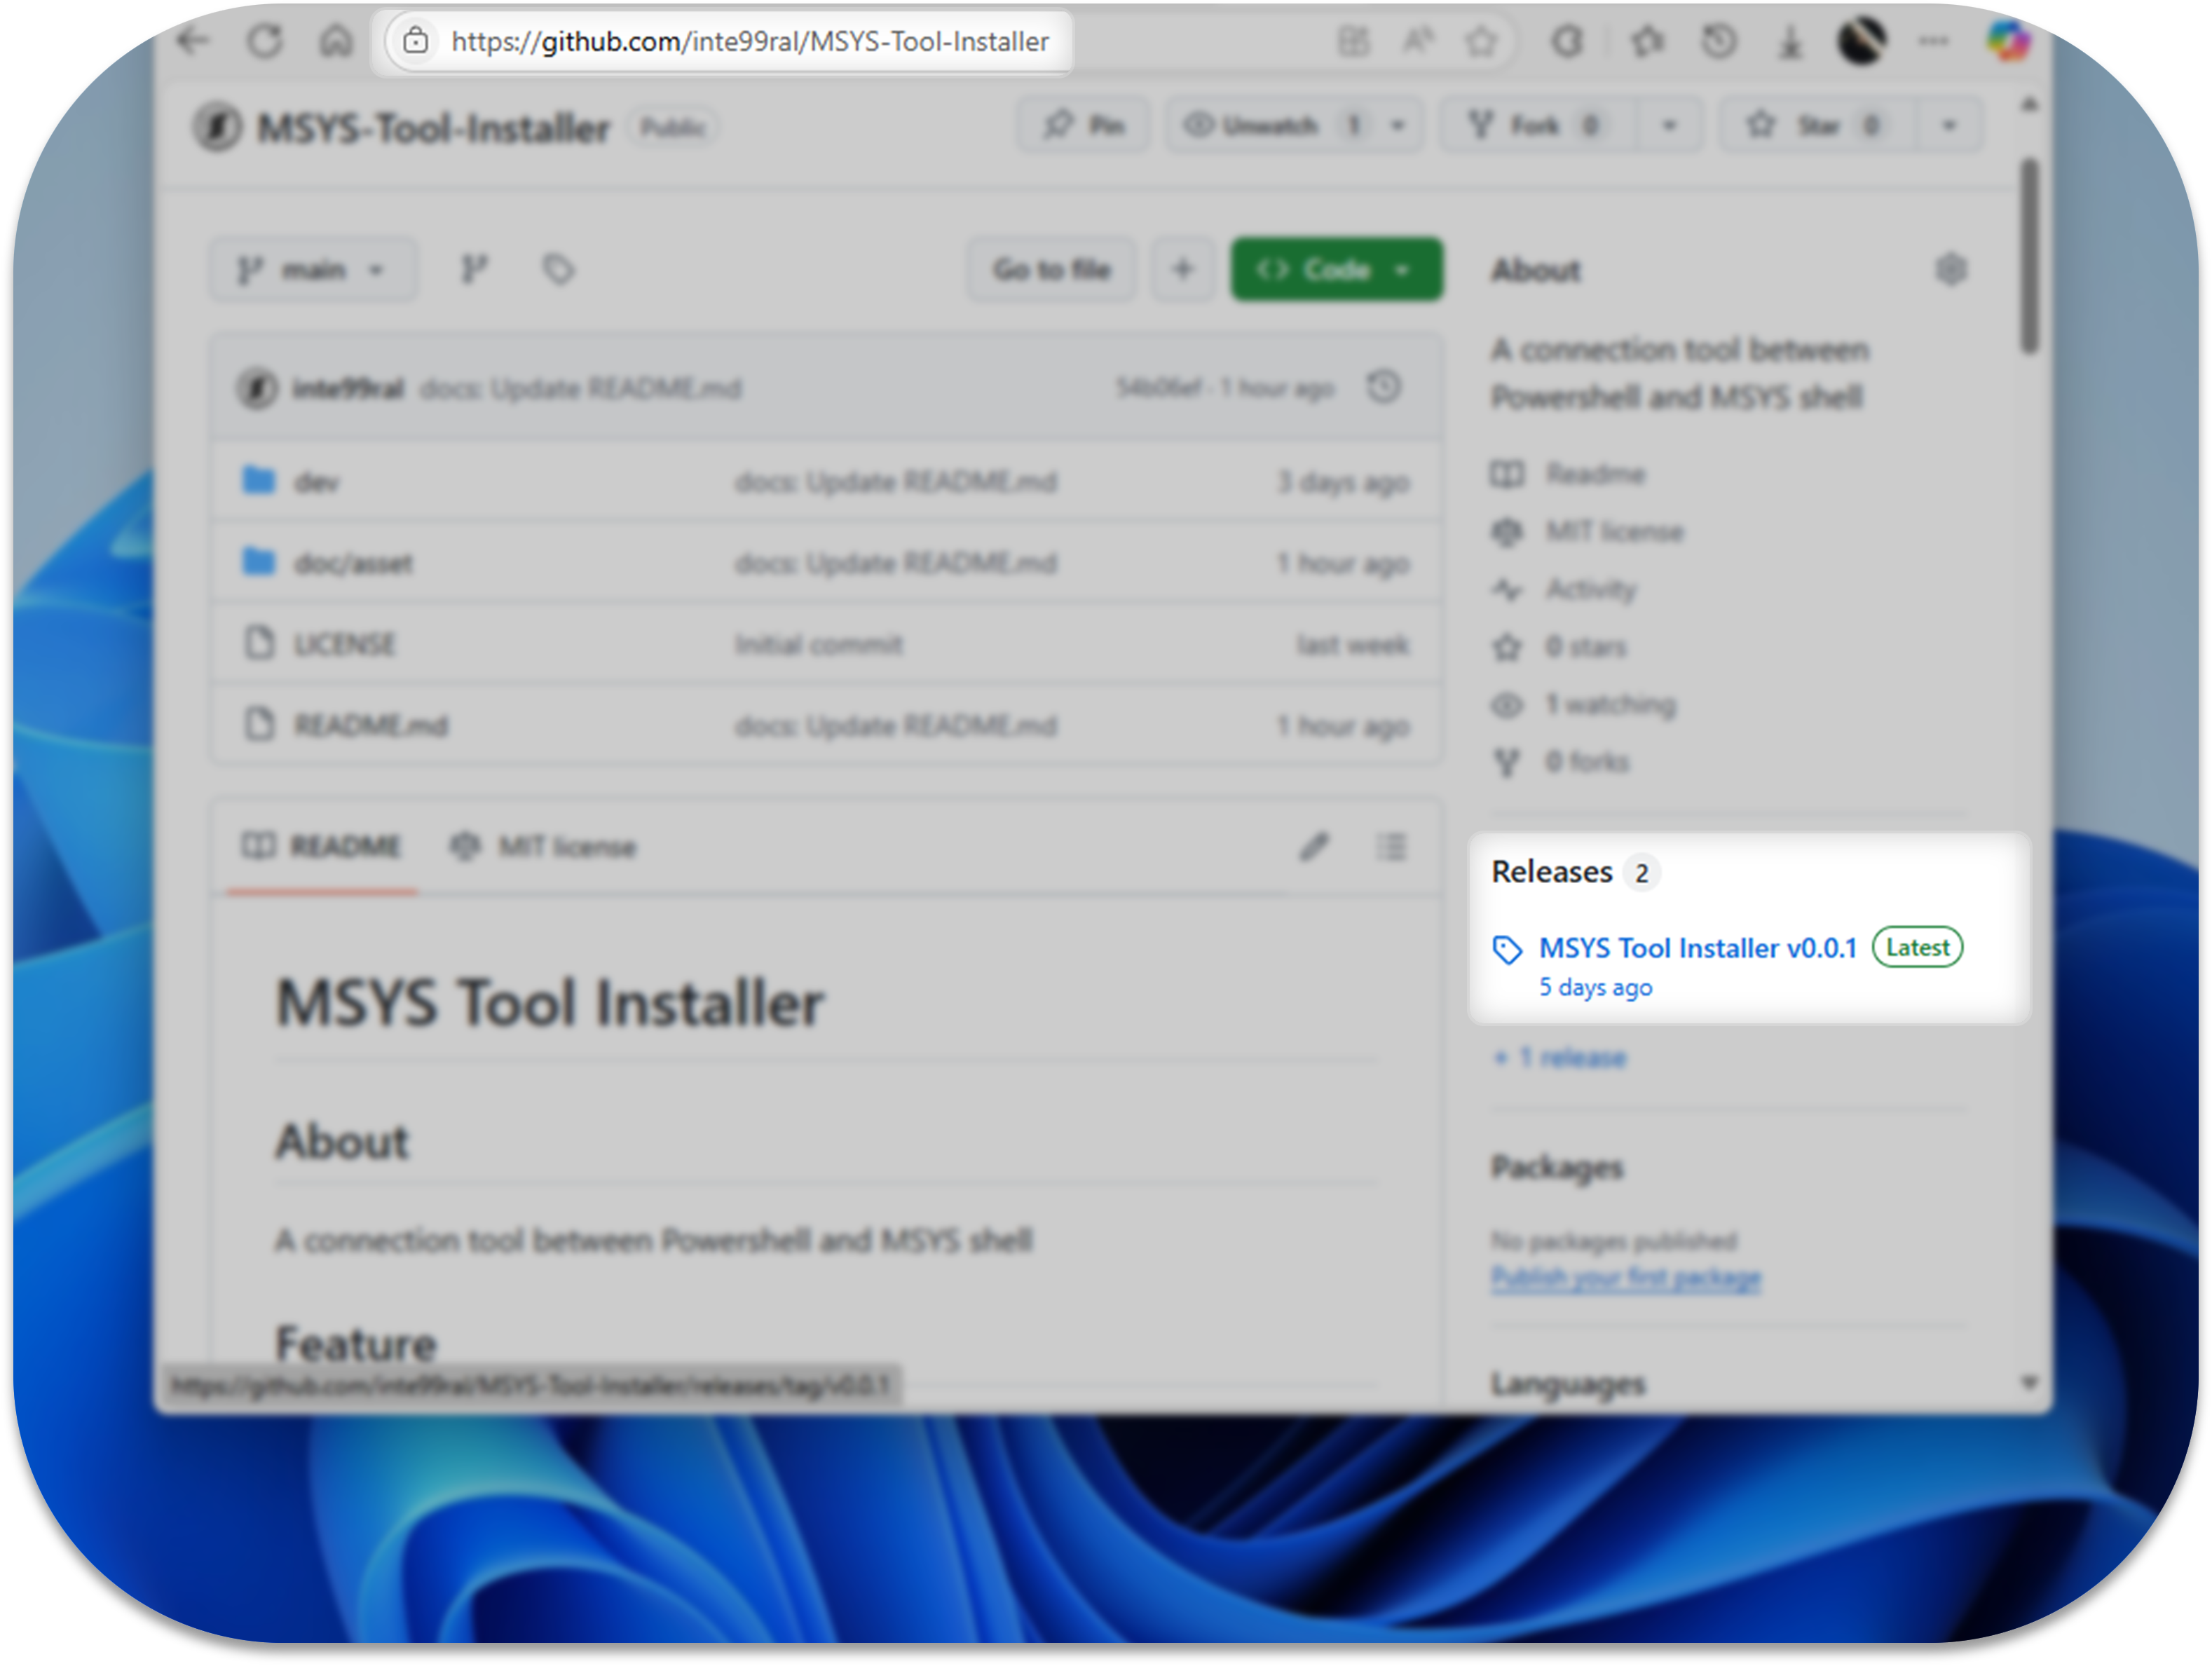 https://github.com/inte99ral/MSYS-Tool-Installer
MSYS-Tool-Installer Public
Pin Unwatch 1 Fork 0 Star 0
main Go to file + Code
inte99ral docs: Update README.md 54b06ef · 1 hour ago
dev docs: Update README.md 3 days ago
doc/asset docs: Update README.md 1 hour ago
LICENSE Initial commit last week
README.md docs: Update README.md 1 hour ago
README MIT license
MSYS Tool Installer
About
A connection tool between Powershell and MSYS shell
Feature
https://github.com/inte99ral/MSYS-Tool-Installer/releases/tag/v0.0.1
About
A connection tool between
Powershell and MSYS shell
Readme
MIT license
Activity
0 stars
1 watching
0 forks
Releases 2
MSYS Tool Installer v0.0.1 Latest
5 days ago
+ 1 release
Packages
No packages published
Publish your first package
Languages